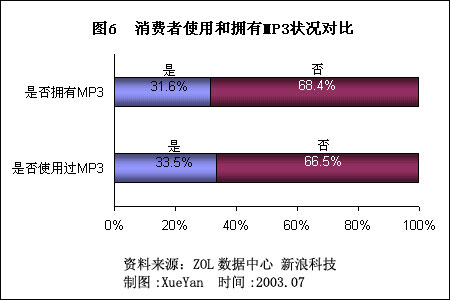 图6 消费者使用和拥有MP3状况对比
是 否
是否拥有MP3 31.6% 68.4%
是 否
是否使用过MP3 33.5% 66.5%
0% 20% 40% 60% 80% 100%
资料来源：ZOL数据中心 新浪科技
制图:XueYan 时间:2003.07